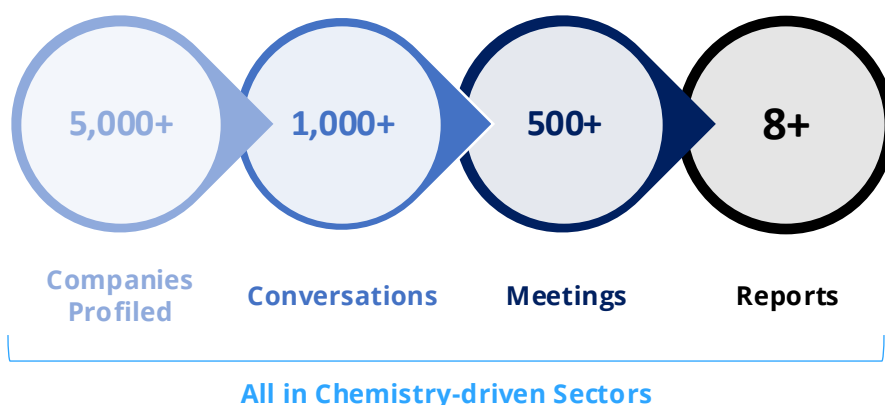 5,000+
1,000+
500+
8+
Companies
Profiled
Conversations
Meetings
Reports
All in Chemistry-driven Sectors